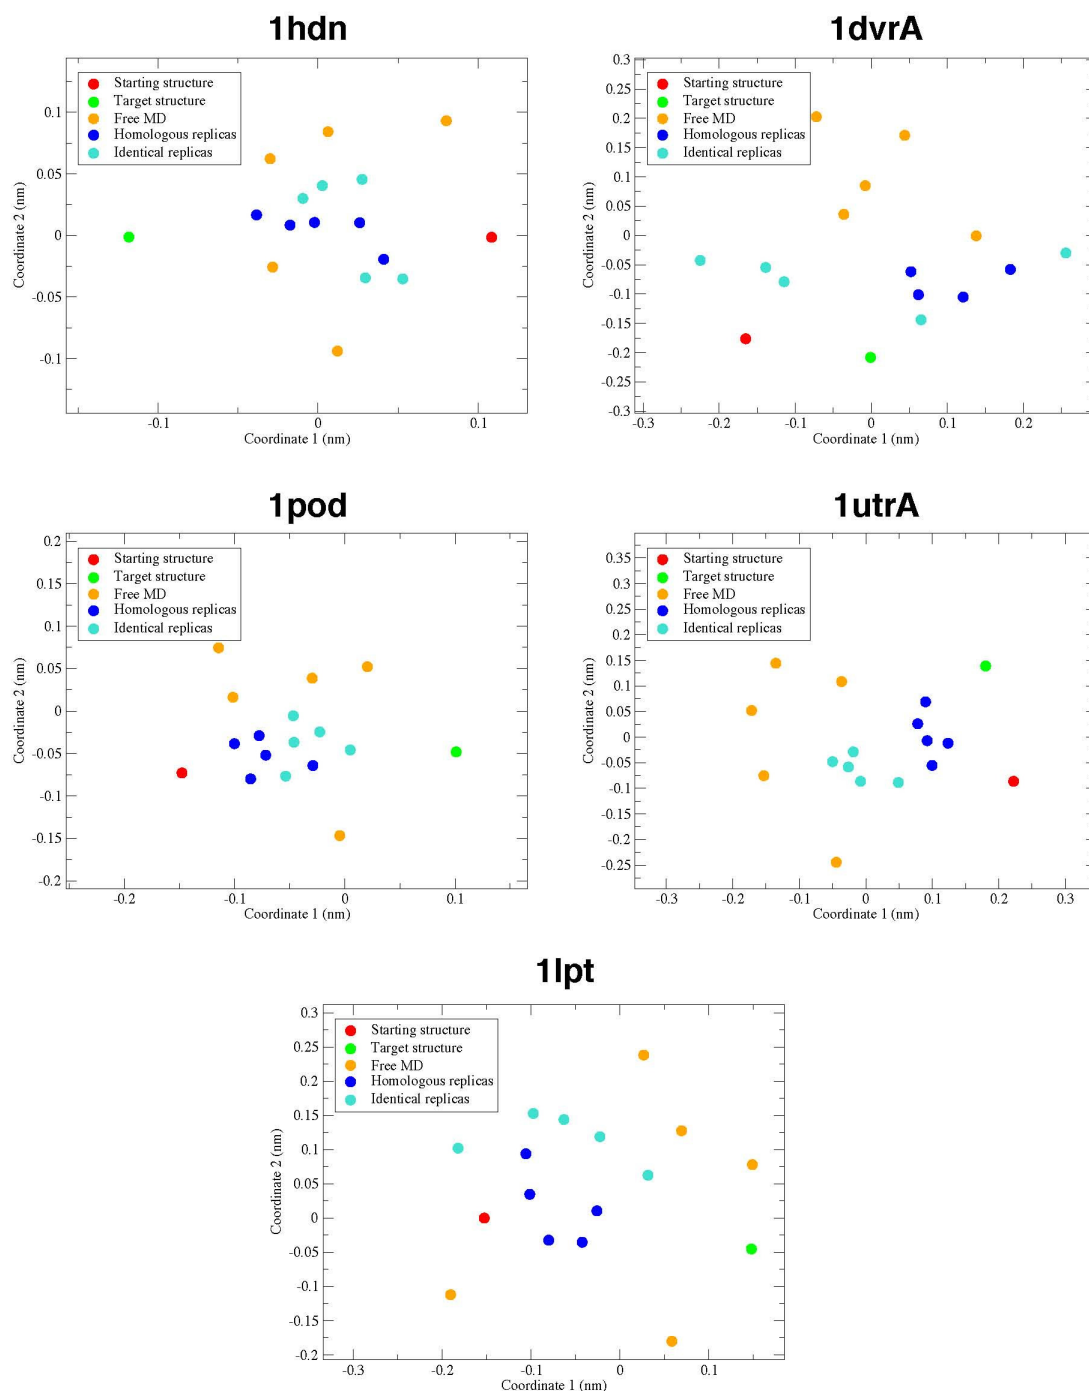 1hdn
Starting structure
Target structure
Free MD
Homologous replicas
Identical replicas
0.1
0.05
0
-0.05
-0.1
Coordinate 2 (nm)
-0.1
0
0.1
Coordinate 1 (nm)
1dvrA
Starting structure
Target structure
Free MD
Homologous replicas
Identical replicas
0.3
0.25
0.2
0.15
0.1
0.05
0
-0.05
-0.1
-0.15
-0.2
-0.25
-0.3
Coordinate 2 (nm)
-0.3
-0.2
-0.1
0
0.1
0.2
Coordinate 1 (nm)
1pod
Starting structure
Target structure
Free MD
Homologous replicas
Identical replicas
0.2
0.15
0.1
0.05
0
-0.05
-0.1
-0.15
-0.2
Coordinate 2 (nm)
-0.2
-0.1
0
0.1
Coordinate 1 (nm)
1utrA
Starting structure
Target structure
Free MD
Homologous replicas
Identical replicas
0.35
0.3
0.25
0.2
0.15
0.1
0.05
0
-0.05
-0.1
-0.15
-0.2
-0.25
Coordinate 2 (nm)
-0.3
-0.2
-0.1
0
0.1
0.2
0.3
Coordinate 1 (nm)
1lpt
Starting structure
Target structure
Free MD
Homologous replicas
Identical replicas
0.3
0.25
0.2
0.15
0.1
0.05
0
-0.05
-0.1
-0.15
-0.2
Coordinate 2 (nm)
-0.3
-0.2
-0.1
0
0.1
Coordinate 1 (nm)